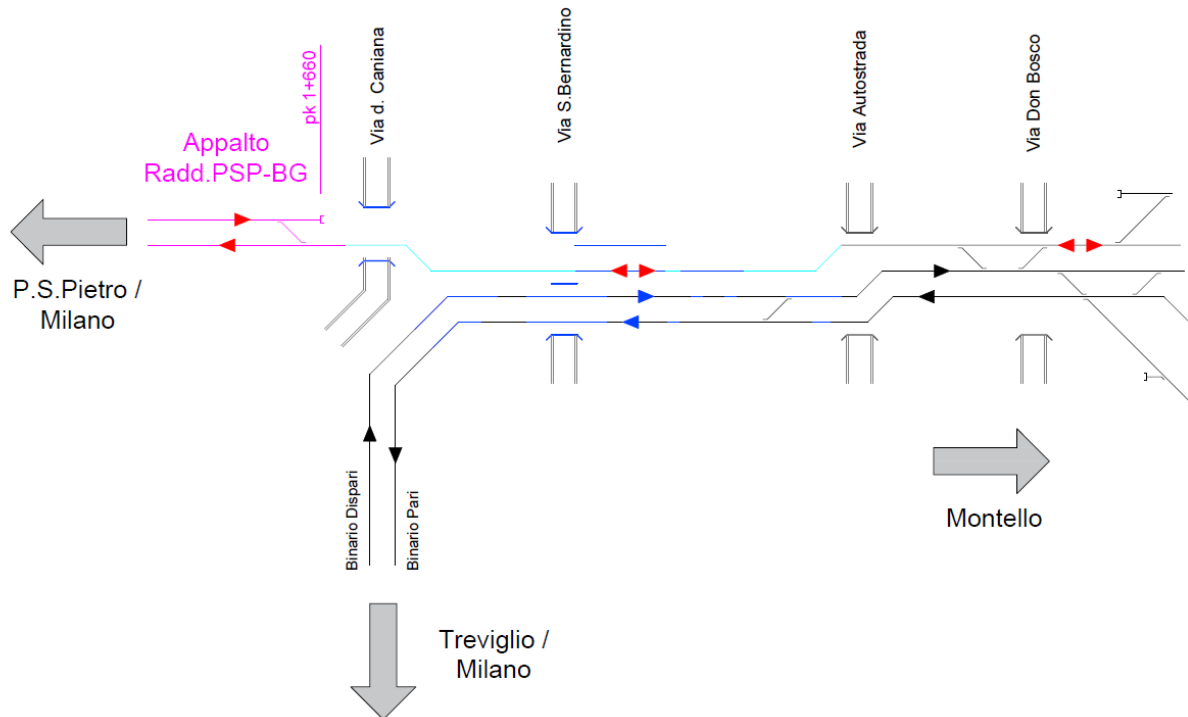 pk 1+660
Via d. Caniana
Via S.Bernardino
Via Autostrada
Via Don Bosco
Appalto
Radd.PSP-BG
P.S.Pietro /
Milano
Binario Dispari
Binario Pari
Montello
Treviglio /
Milano